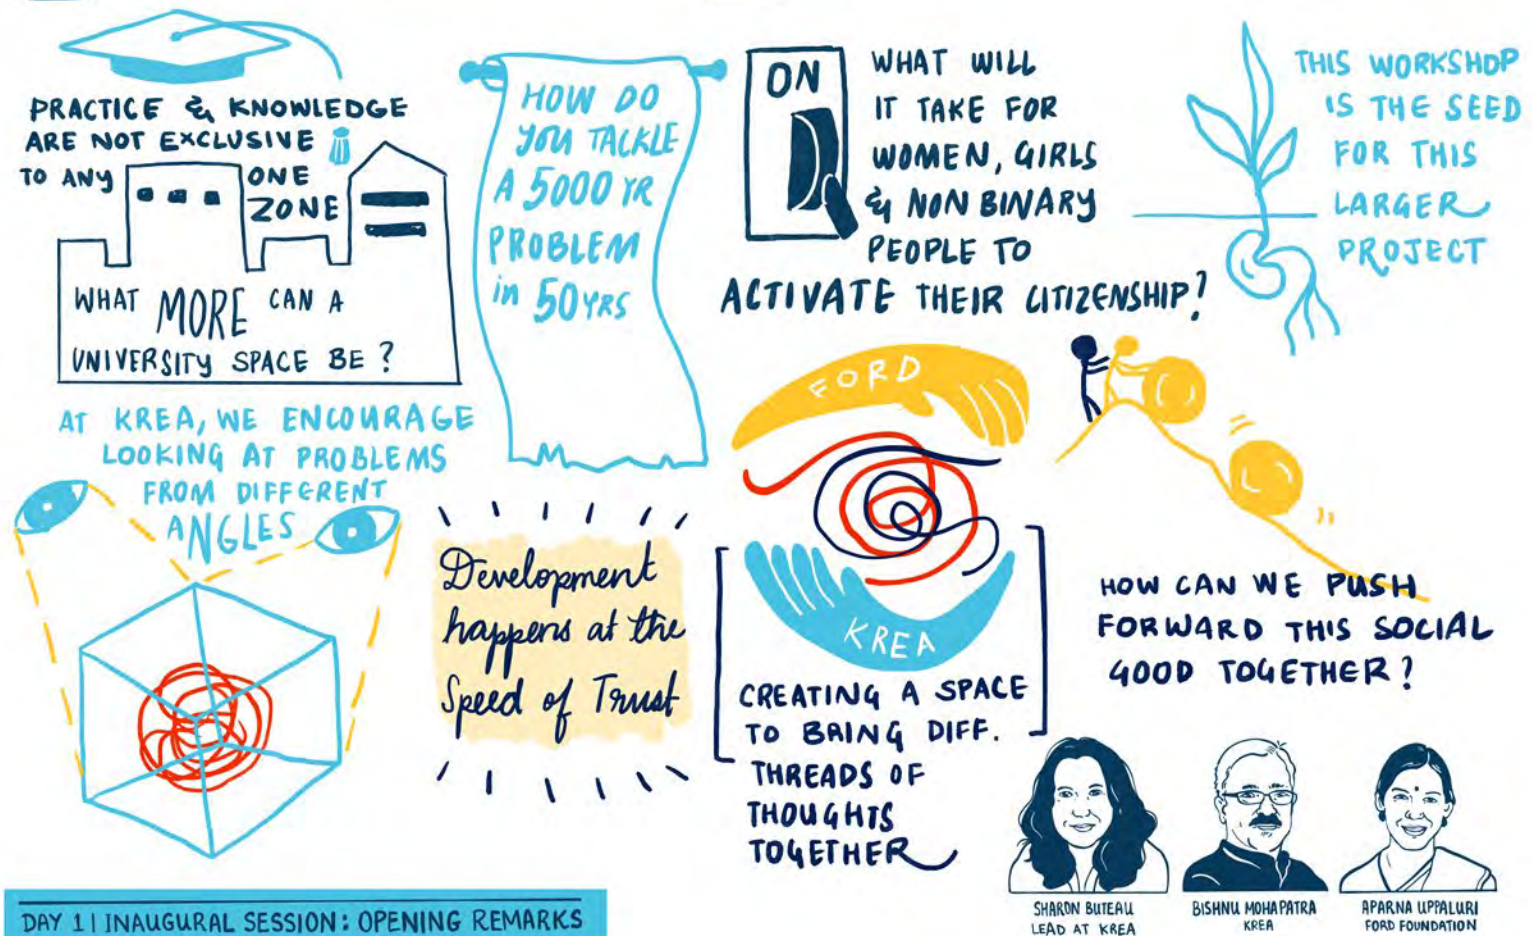 PRACTICE & KNOWLEDGE
ARE NOT EXCLUSIVE
TO ANY ONE
ZONE
WHAT MORE CAN A
UNIVERSITY SPACE BE?
HOW DO
YOU TACKLE
A 5000 YR
PROBLEM
in 50 YRS
ON
WHAT WILL
IT TAKE FOR
WOMEN, GIRLS
& NON BINARY
PEOPLE TO
ACTIVATE THEIR CITIZENSHIP?
THIS WORKSHOP
IS THE SEED
FOR THIS
LARGER
PROJECT
AT KREA, WE ENCOURAGE
LOOKING AT PROBLEMS
FROM DIFFERENT
ANGLES
Development
happens at the
Speed of Trust
FORD
KREA
CREATING A SPACE
TO BRING DIFF.
THREADS OF
THOUGHTS
TOGETHER
HOW CAN WE PUSH
FORWARD THIS SOCIAL
GOOD TOGETHER?
SHARON BUTEAU
LEAD AT KREA
BISHNU MOHAPATRA
KREA
APARNA UPPALURI
FORD FOUNDATION
DAY 1 | INAUGURAL SESSION: OPENING REMARKS